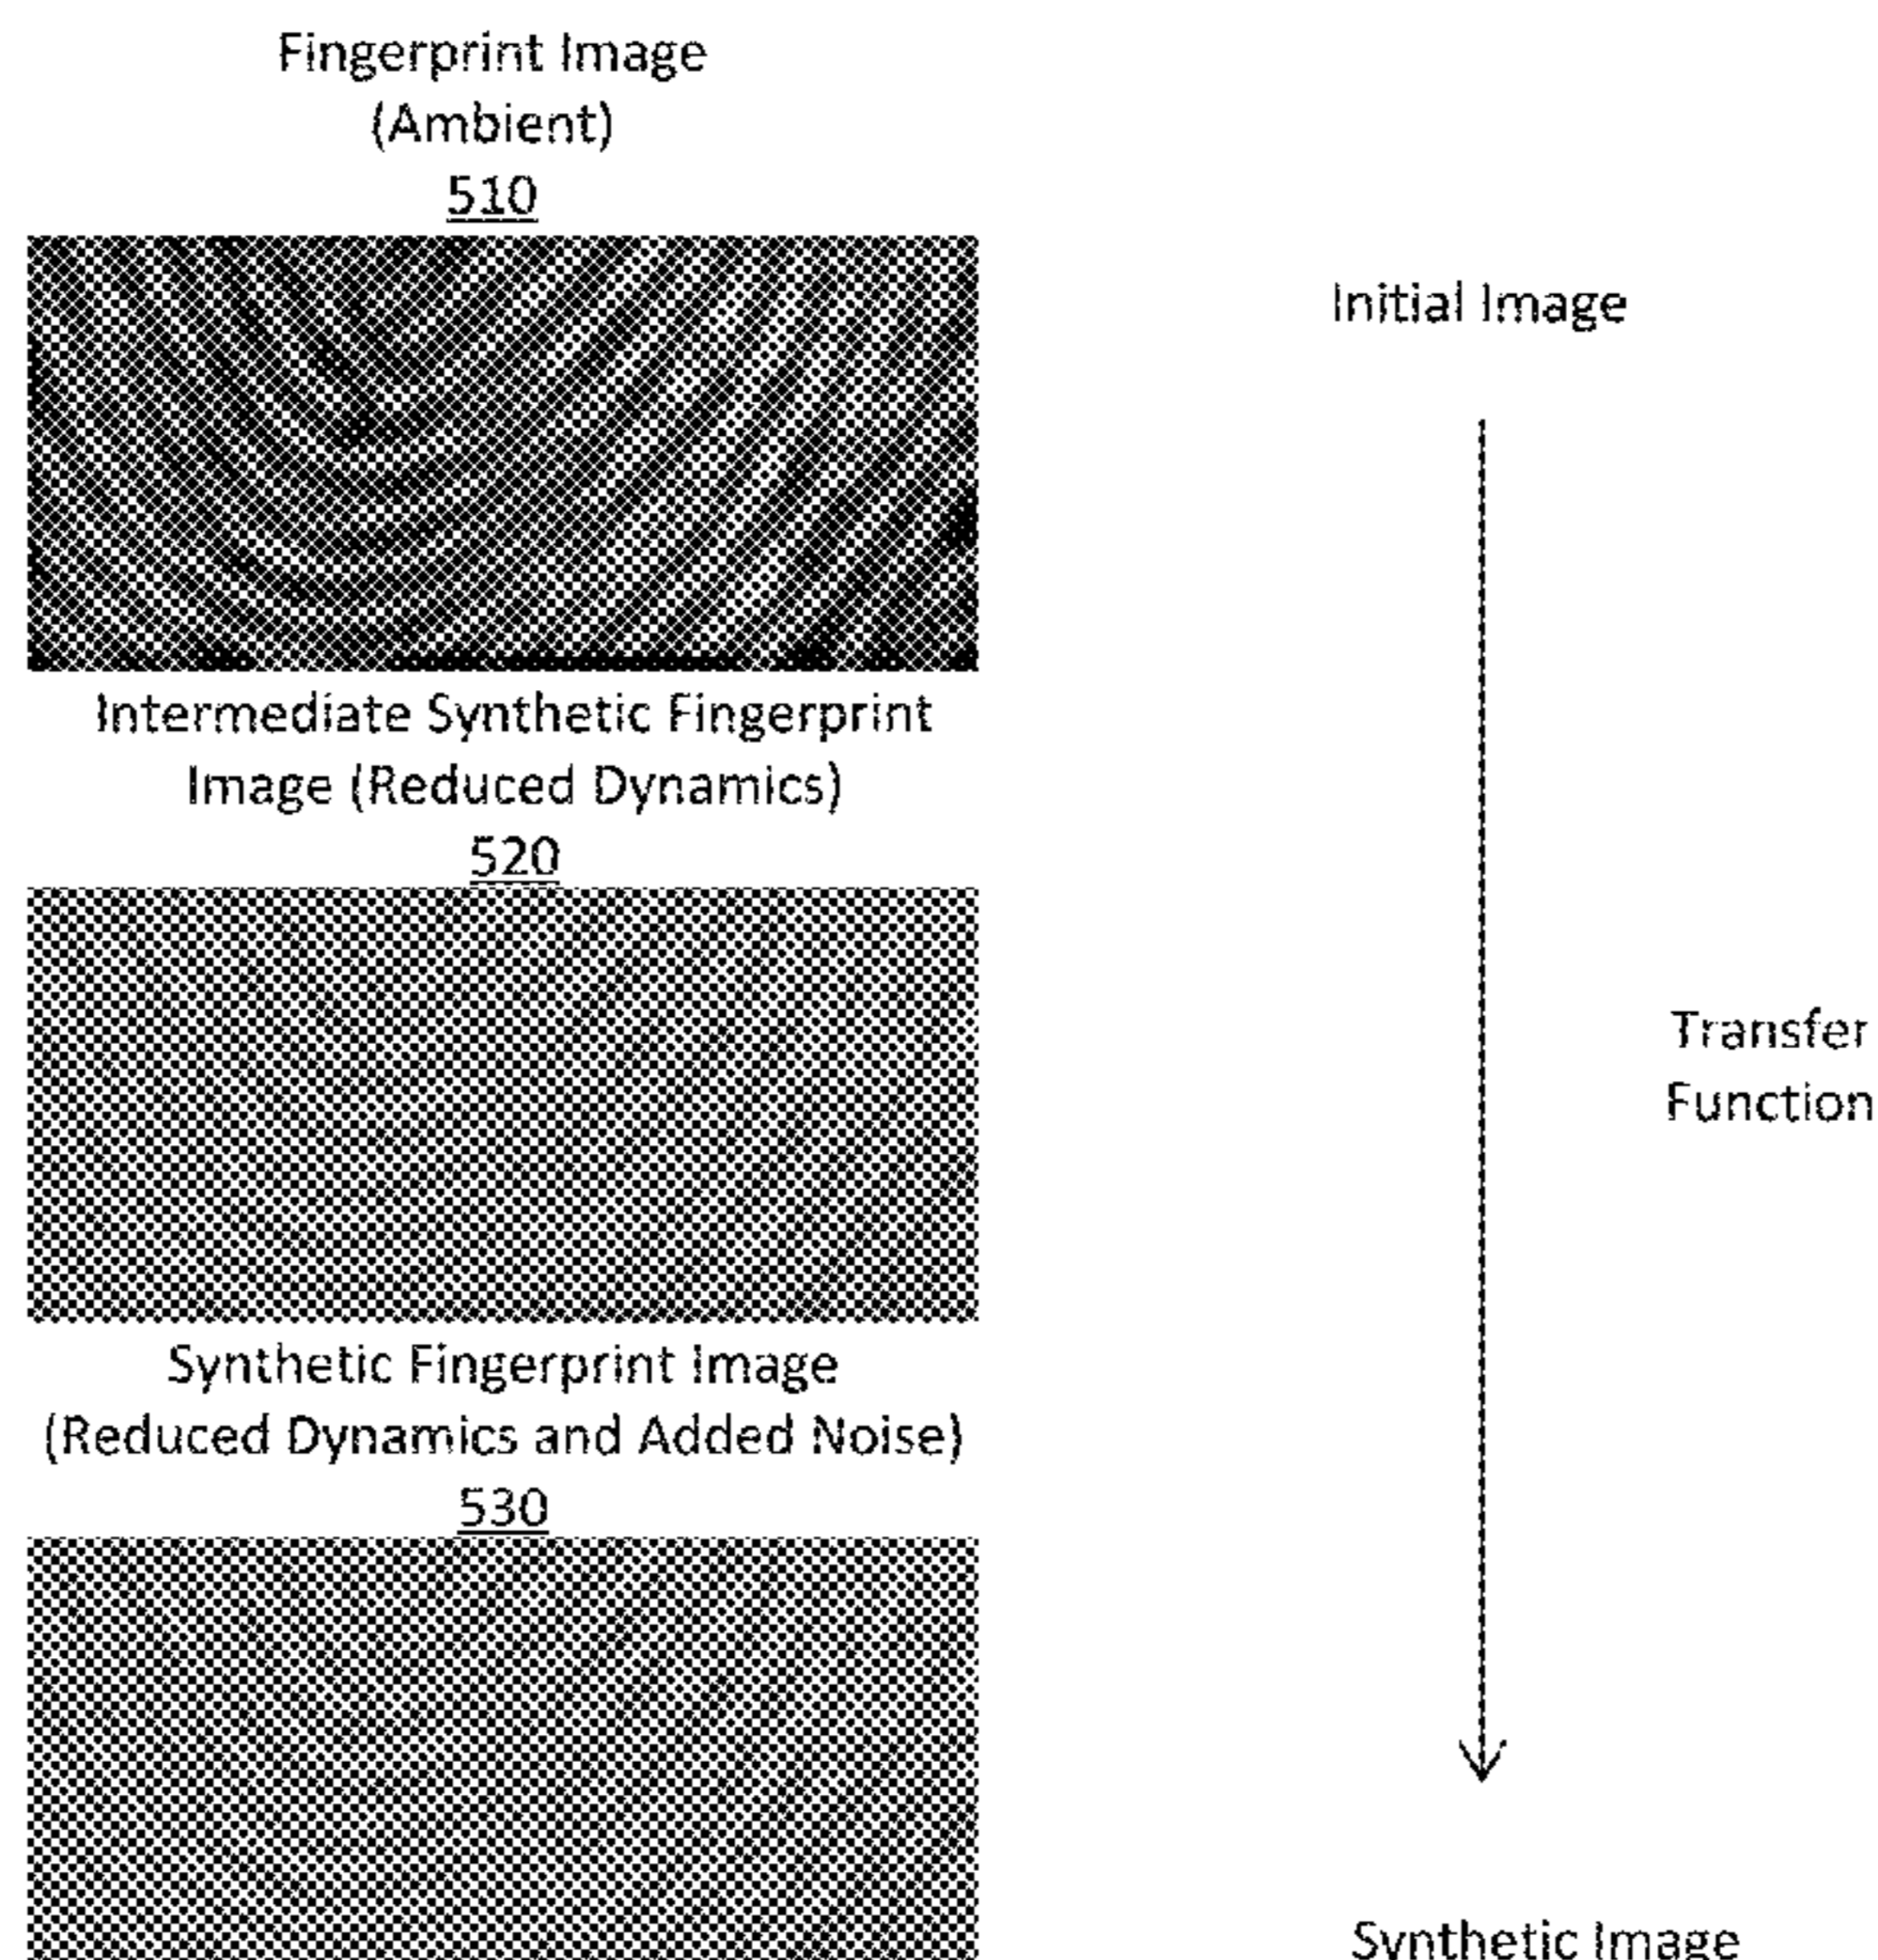 Fingerprint Image
(Ambient)
510
Initial Image
Intermediate Synthetic Fingerprint
Image (Reduced Dynamics)
520
Transfer
Function
Synthetic Fingerprint Image
(Reduced Dynamics and Added Noise)
530
Synthetic Image